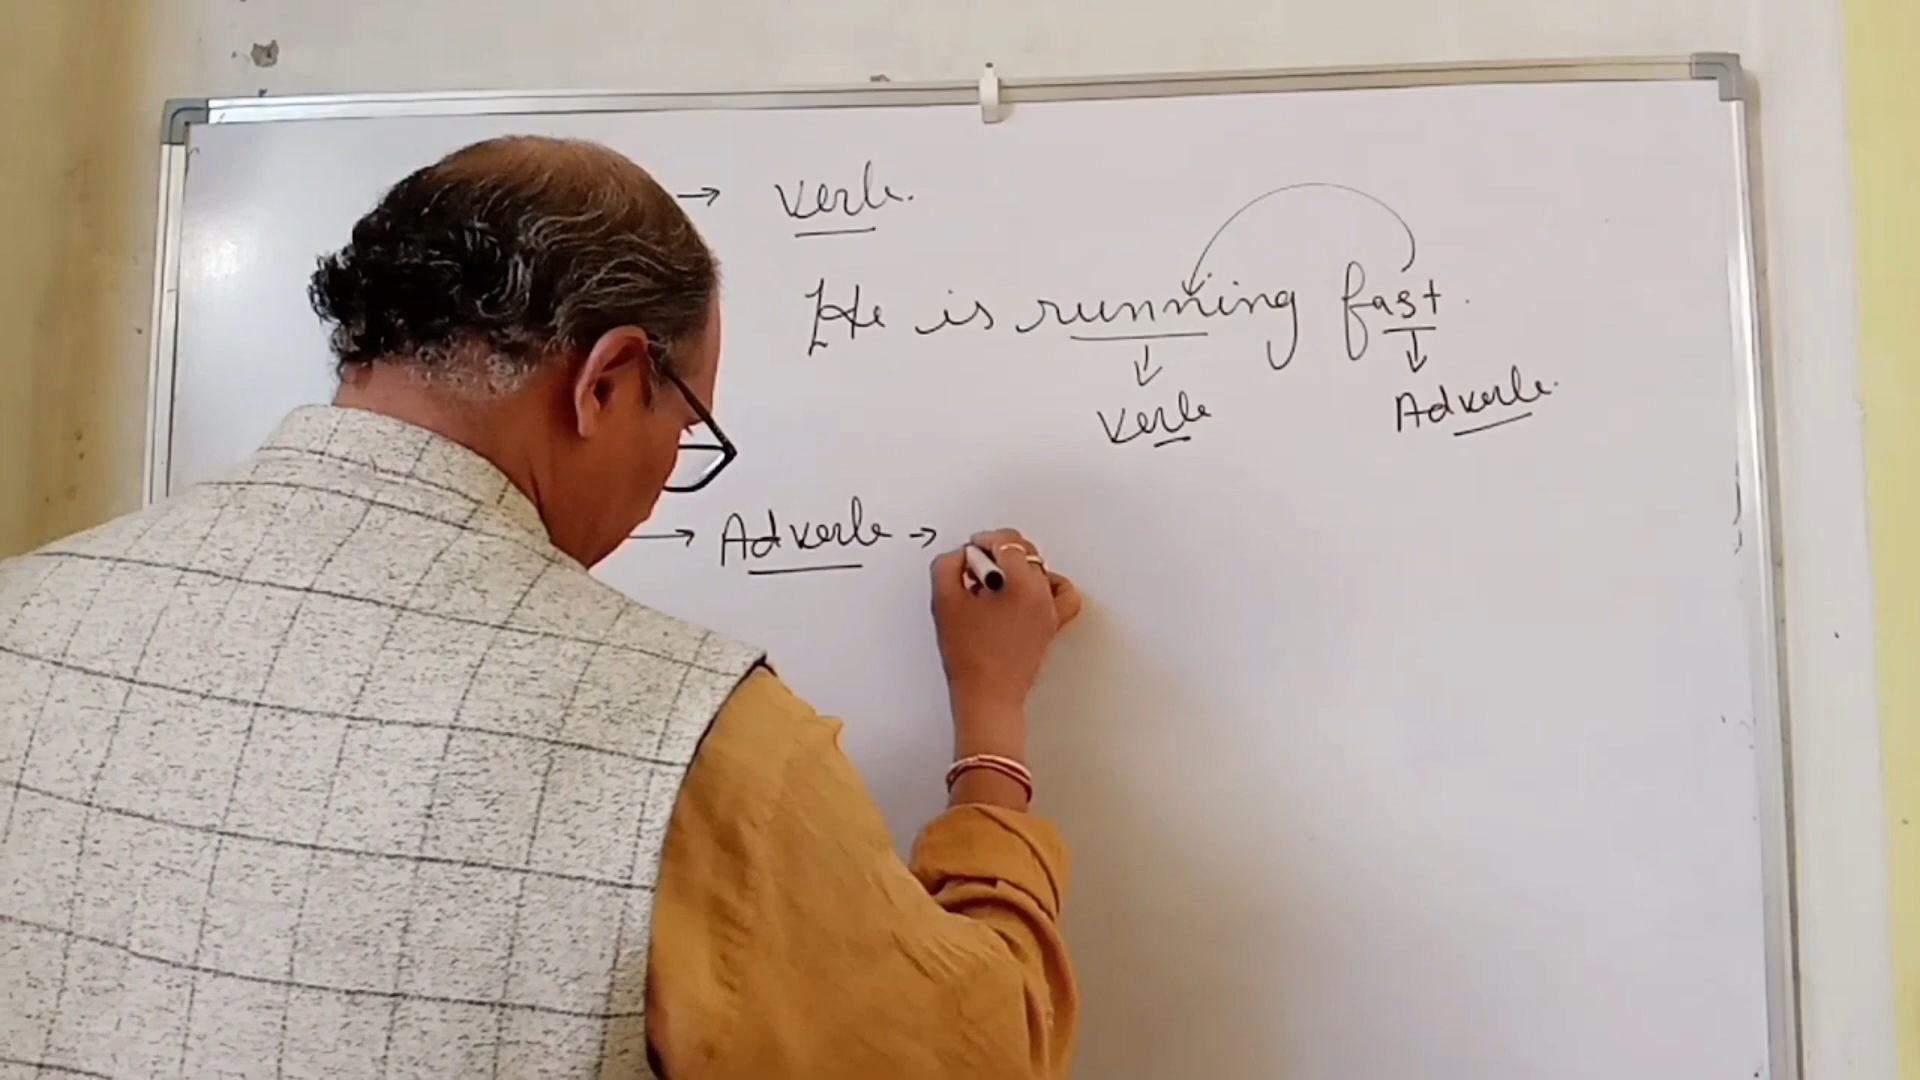 → Verb.
He is running fast.
↓ ↓
Verb Adverb.
→ Adverb →